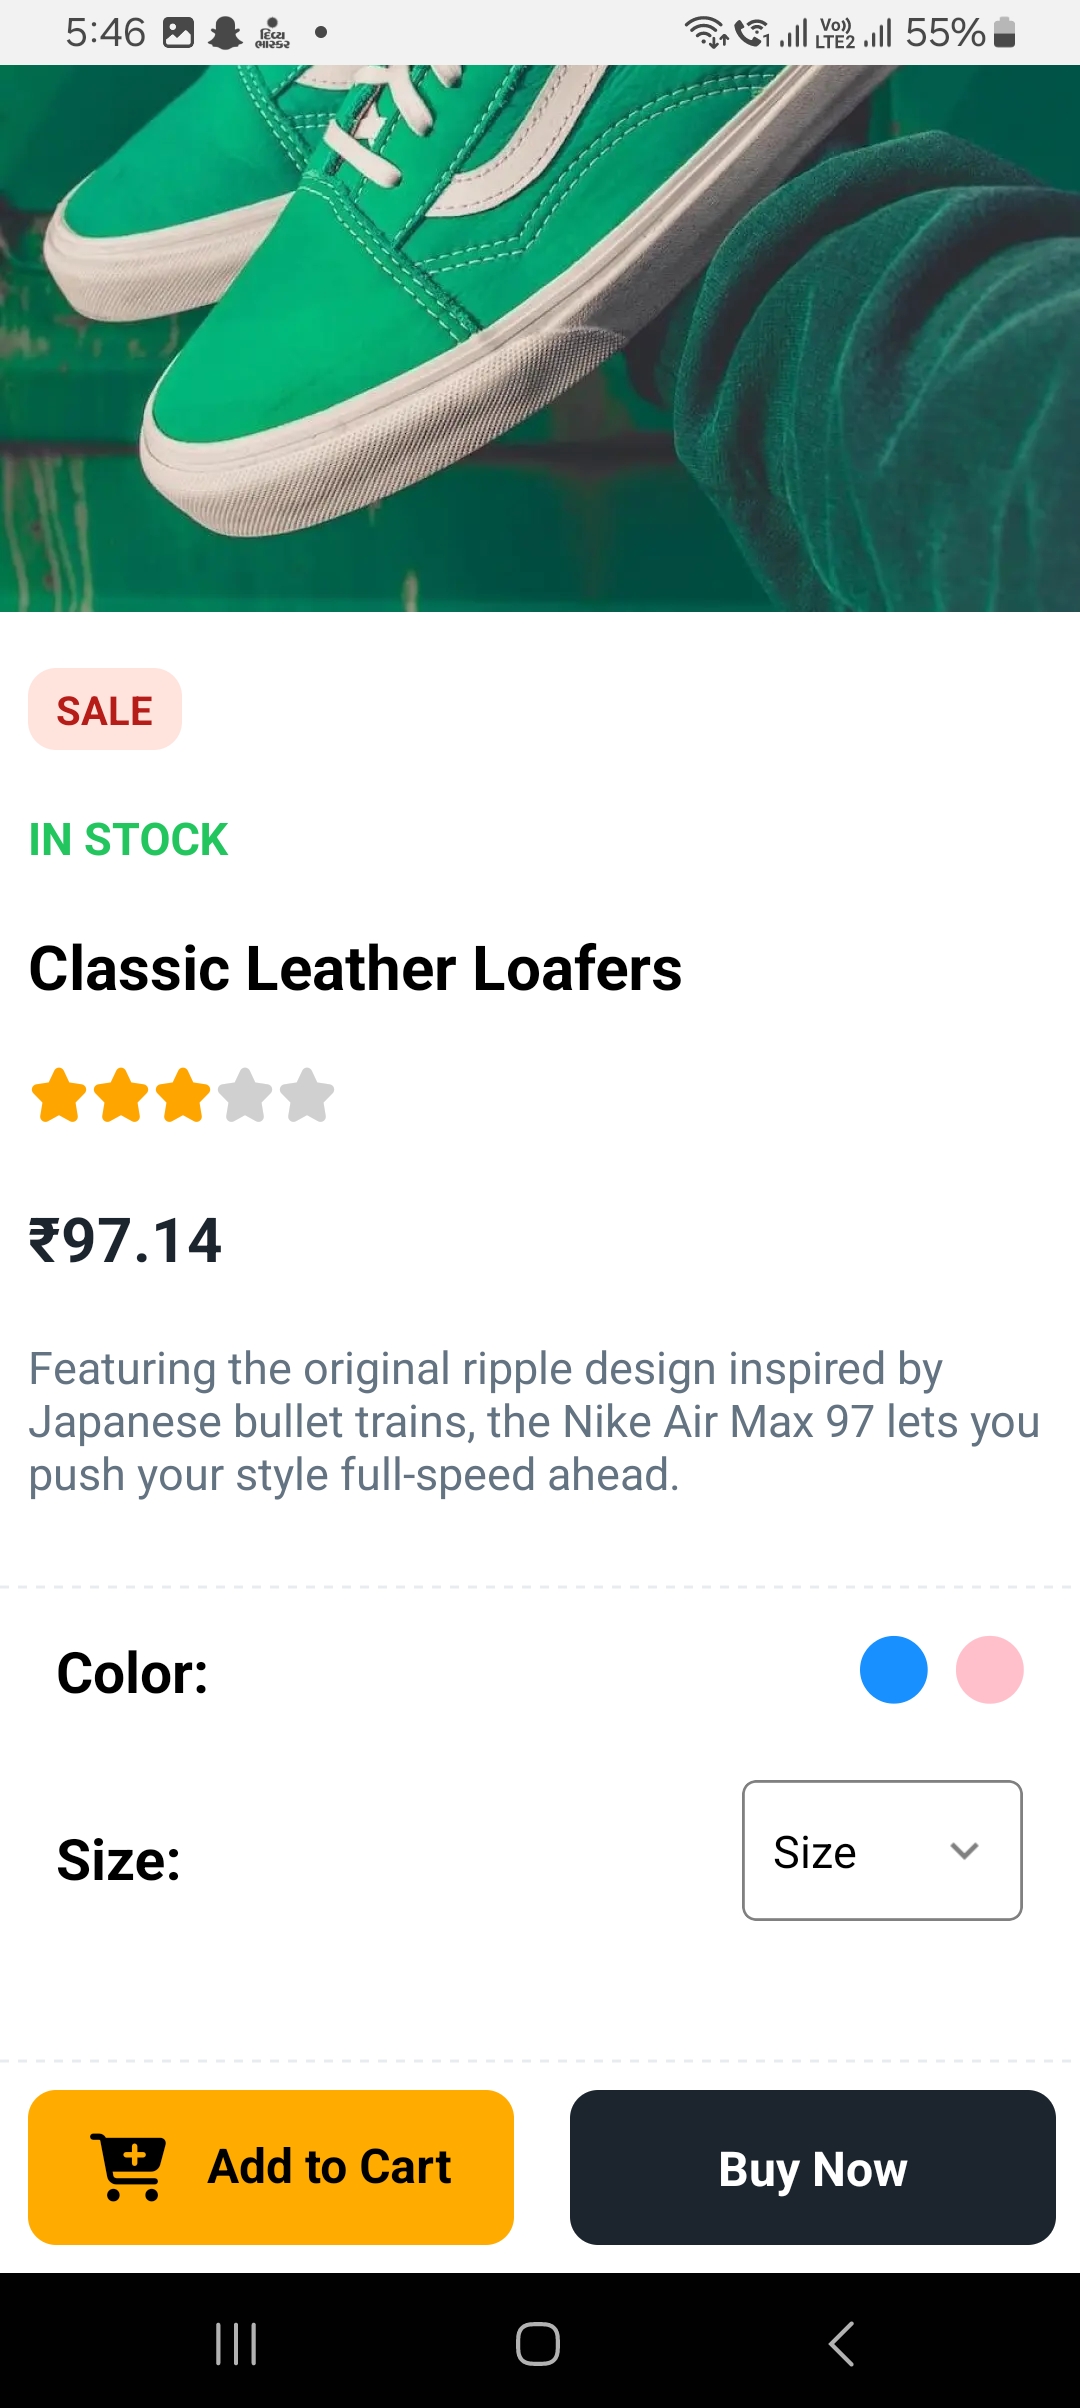 5:46 દિવ્ય ભાસ્કર 1 Vo)) LTE2 55%
SALE
IN STOCK
Classic Leather Loafers
₹97.14
Featuring the original ripple design inspired by
Japanese bullet trains, the Nike Air Max 97 lets you
push your style full-speed ahead.
Color:
Size:
Size
Add to Cart
Buy Now